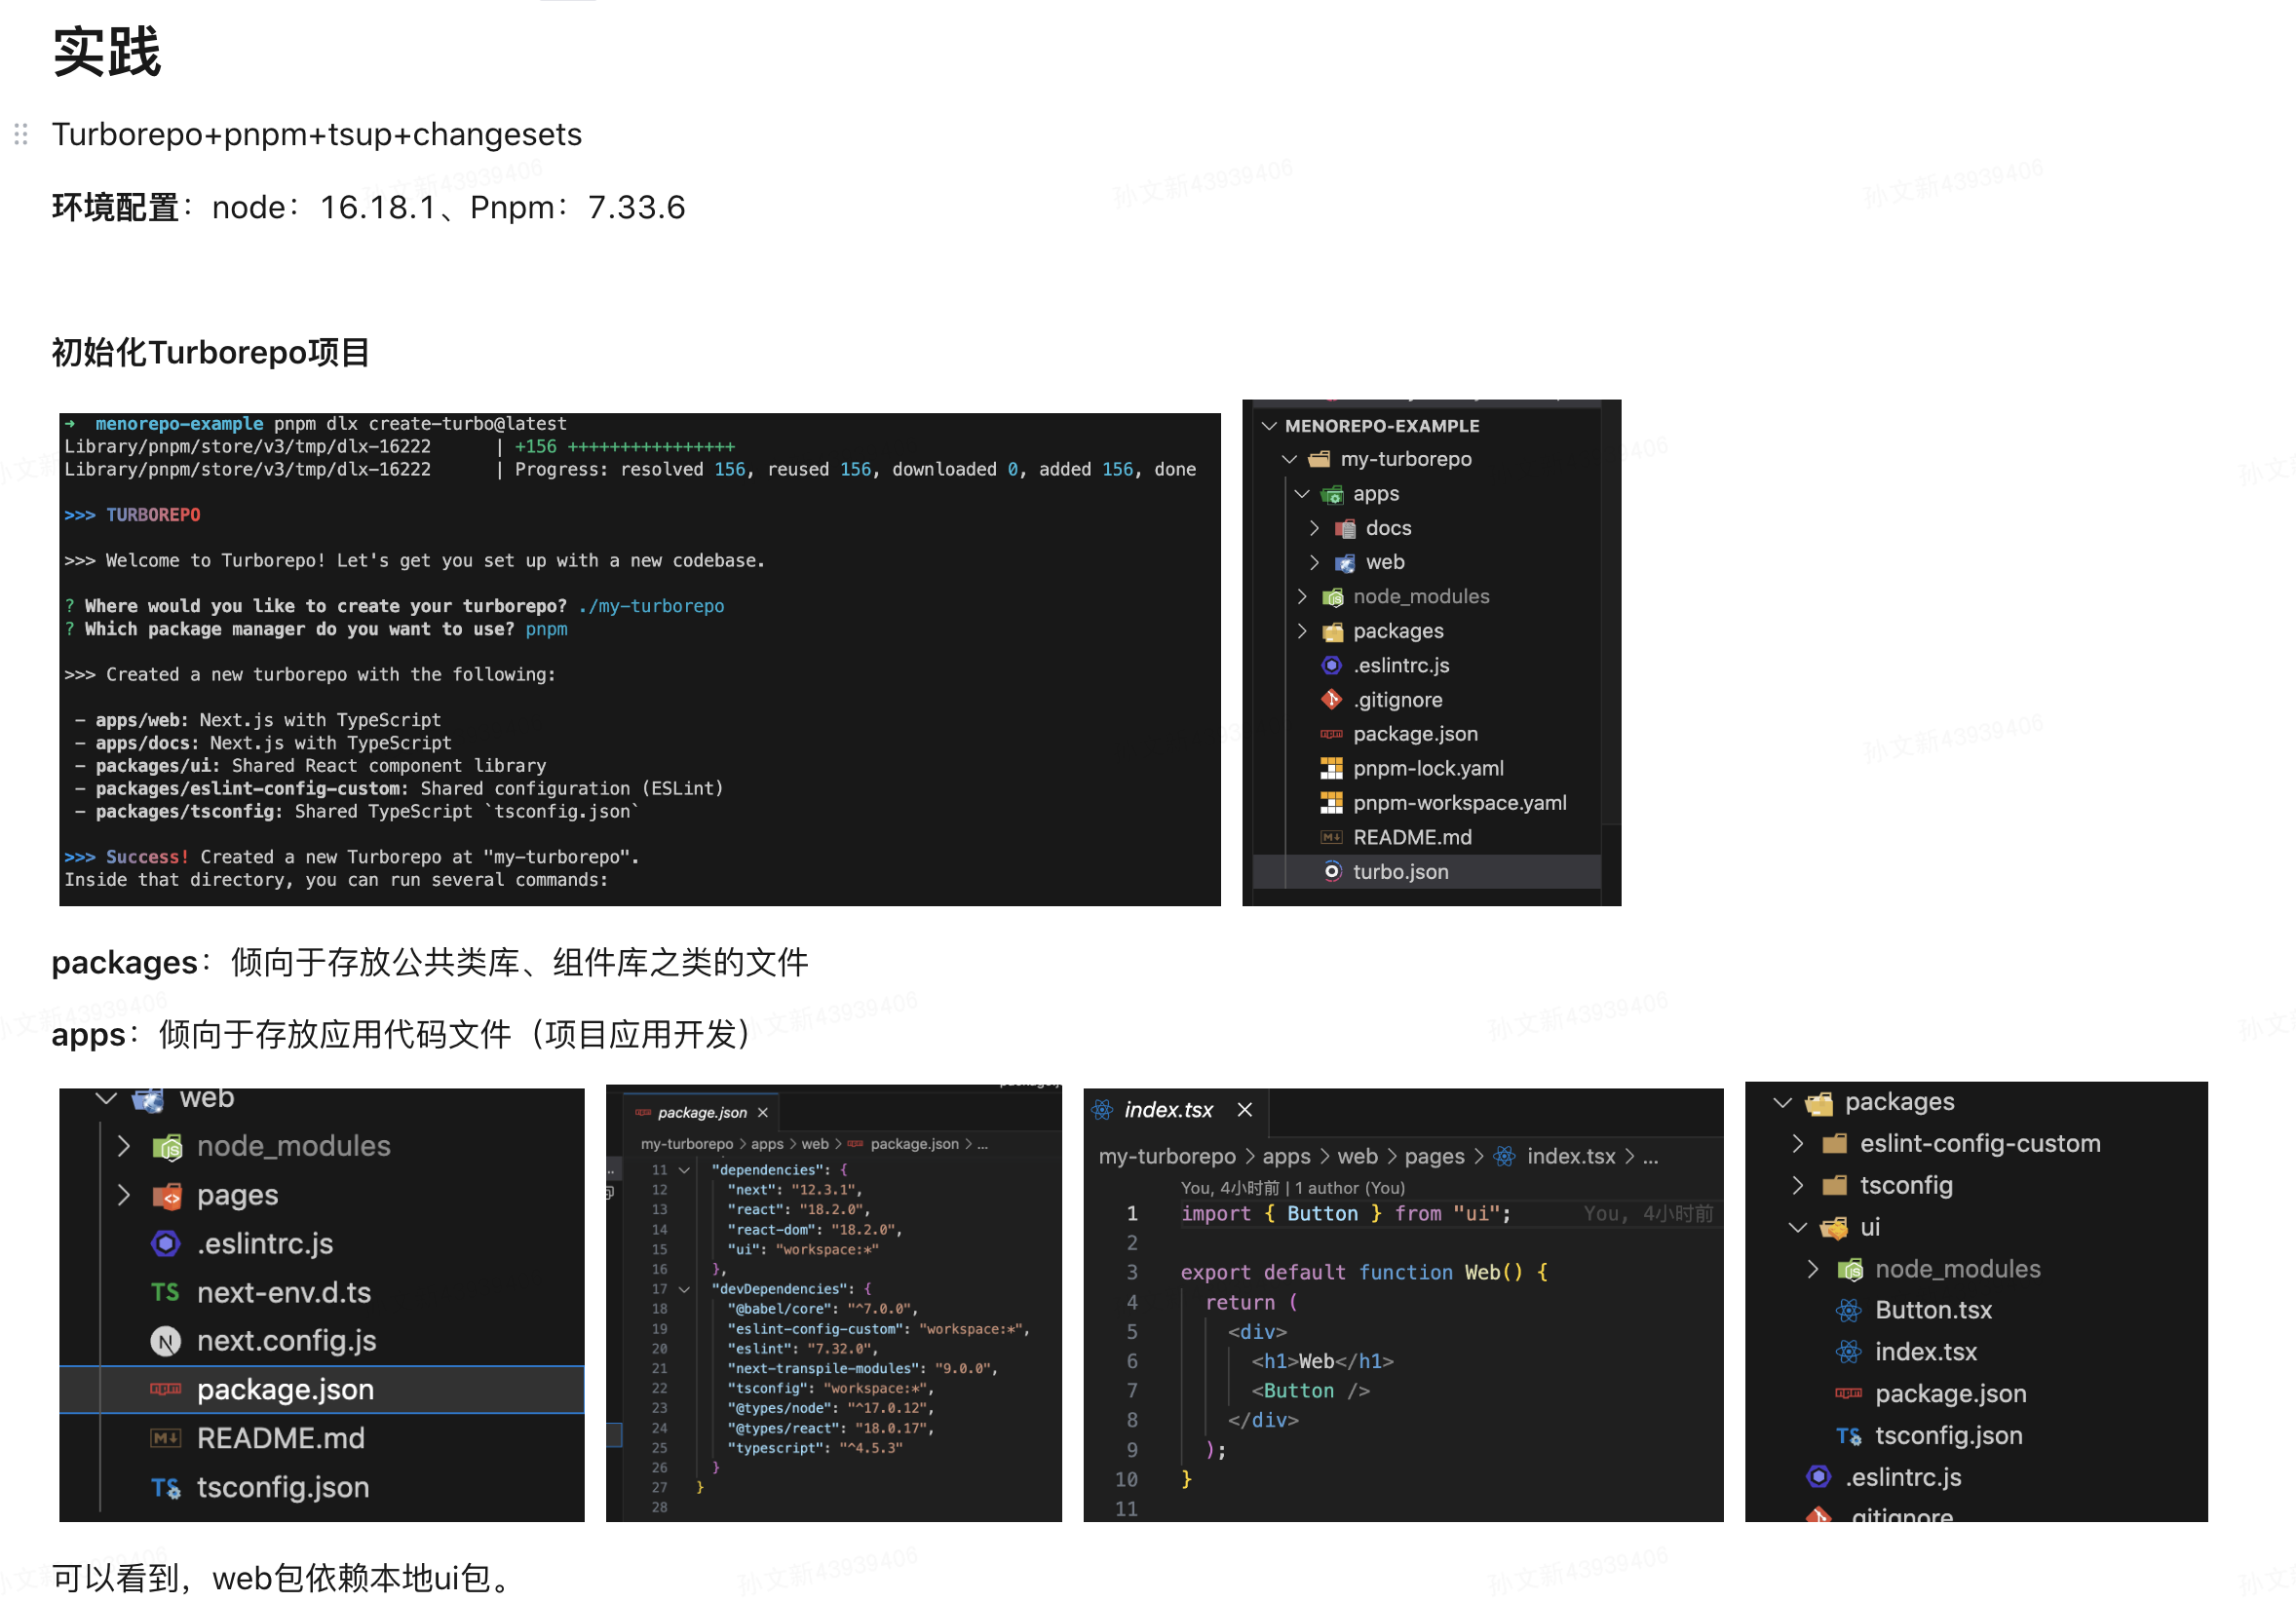 实践
Turborepo+pnpm+tsup+changesets
环境配置：node：16.18.1、Pnpm：7.33.6
初始化Turborepo项目
➜ menorepo-example pnpm dlx create-turbo@latest
Library/pnpm/store/v3/tmp/dlx-16222 | +156 ++++++++++++++++
Library/pnpm/store/v3/tmp/dlx-16222 | Progress: resolved 156, reused 156, downloaded 0, added 156, done
>>> TURBOREPO
>>> Welcome to Turborepo! Let's get you set up with a new codebase.
? Where would you like to create your turborepo? ./my-turborepo
? Which package manager do you want to use? pnpm
>>> Created a new turborepo with the following:
– apps/web: Next.js with TypeScript
– apps/docs: Next.js with TypeScript
– packages/ui: Shared React component library
– packages/eslint-config-custom: Shared configuration (ESLint)
– packages/tsconfig: Shared TypeScript `tsconfig.json`
>>> Success! Created a new Turborepo at "my-turborepo".
Inside that directory, you can run several commands:
MENOREPO-EXAMPLE
my-turborepo
apps
docs
web
node_modules
packages
.eslintrc.js
.gitignore
package.json
pnpm-lock.yaml
pnpm-workspace.yaml
README.md
turbo.json
packages：倾向于存放公共类库、组件库之类的文件
apps：倾向于存放应用代码文件（项目应用开发）
web
node_modules
pages
.eslintrc.js
next-env.d.ts
next.config.js
package.json
README.md
tsconfig.json
package.json ×
my-turborepo > apps > web > package.json > ...
11 "dependencies": {
12 "next": "12.3.1",
13 "react": "18.2.0",
14 "react-dom": "18.2.0",
15 "ui": "workspace:*"
16 },
17 "devDependencies": {
18 "@babel/core": "^7.0.0",
19 "eslint-config-custom": "workspace:*",
20 "eslint": "7.32.0",
21 "next-transpile-modules": "9.0.0",
22 "tsconfig": "workspace:*",
23 "@types/node": "^17.0.12",
24 "@types/react": "18.0.17",
25 "typescript": "^4.5.3"
26 }
27 }
28
index.tsx ×
my-turborepo > apps > web > pages > index.tsx > ...
You, 4小时前 | 1 author (You)
1 import { Button } from "ui"; You, 4小时前
2
3 export default function Web() {
4 return (
5 <div>
6 <h1>Web</h1>
7 <Button />
8 </div>
9 );
10 }
11
packages
eslint-config-custom
tsconfig
ui
node_modules
Button.tsx
index.tsx
package.json
tsconfig.json
.eslintrc.js
.gitignore
可以看到，web包依赖本地ui包。
孙文新43939406